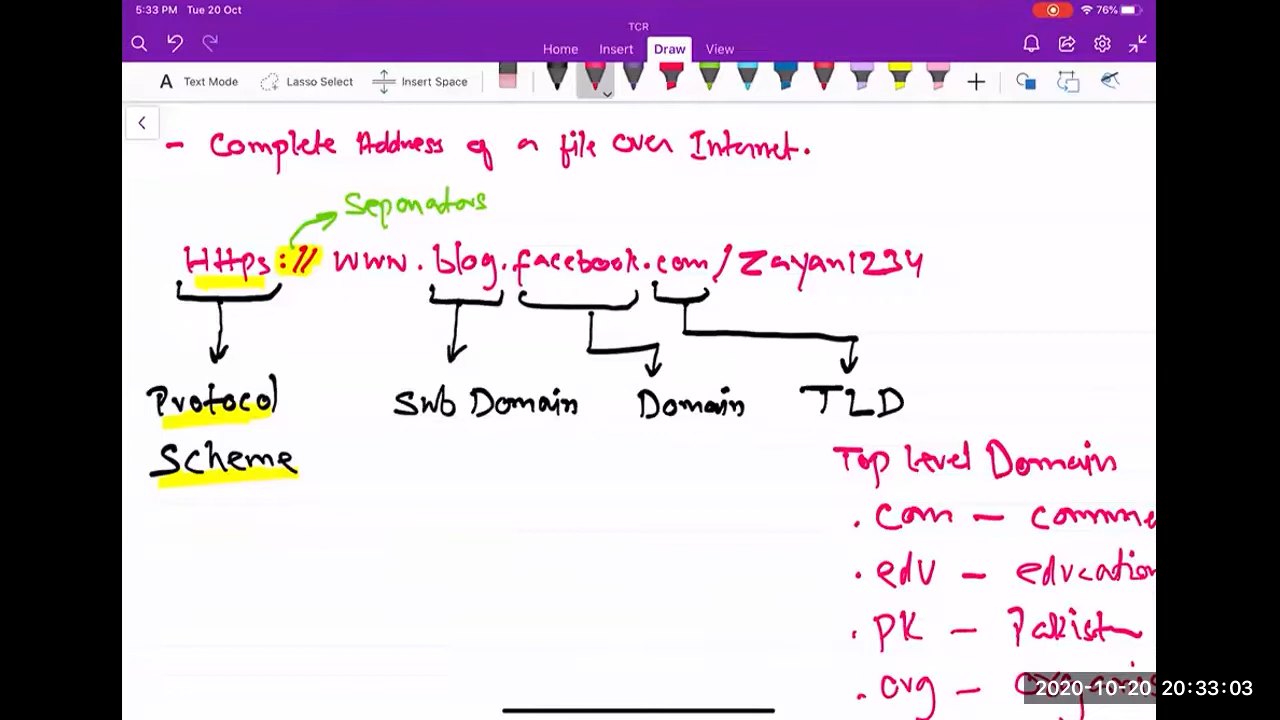 5:33 PM Tue 20 Oct
76%
TCR
Home Insert Draw View
Text Mode Lasso Select Insert Space
- Complete Address of a file over Internet.
Separators
Https://www.blog.facebook.com/Zayan1234
Protocol Sub Domain Domain TLD
Scheme
Top Level Domain
.com - comme
.edu - education
.PK - Pakistan
.org - organis
2020-10-20 20:33:03